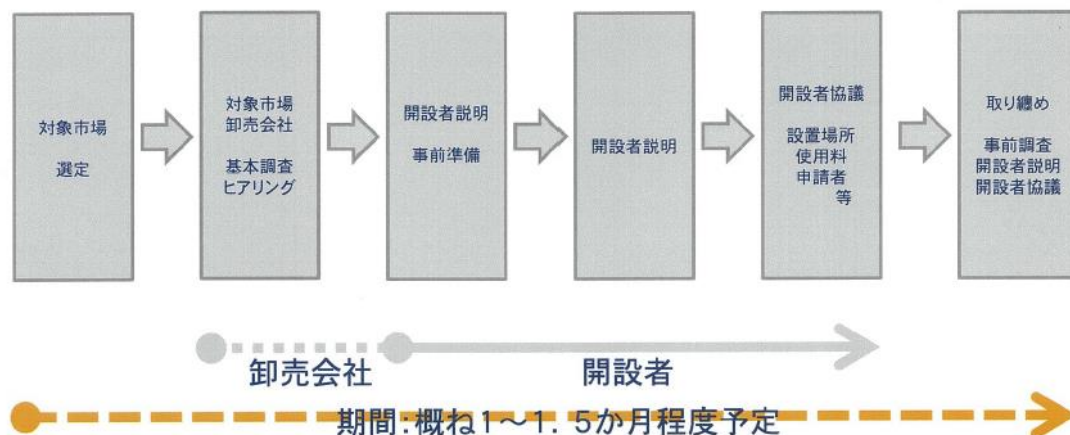 対象市場
選定
対象市場
卸売会社
基本調査
ヒアリング
開設者説明
事前準備
開設者説明
開設者協議
設置場所
使用料
申請者
等
取り纏め
事前調査
開設者説明
開設者協議
卸売会社
開設者
期間:概ね1～1.5か月程度予定